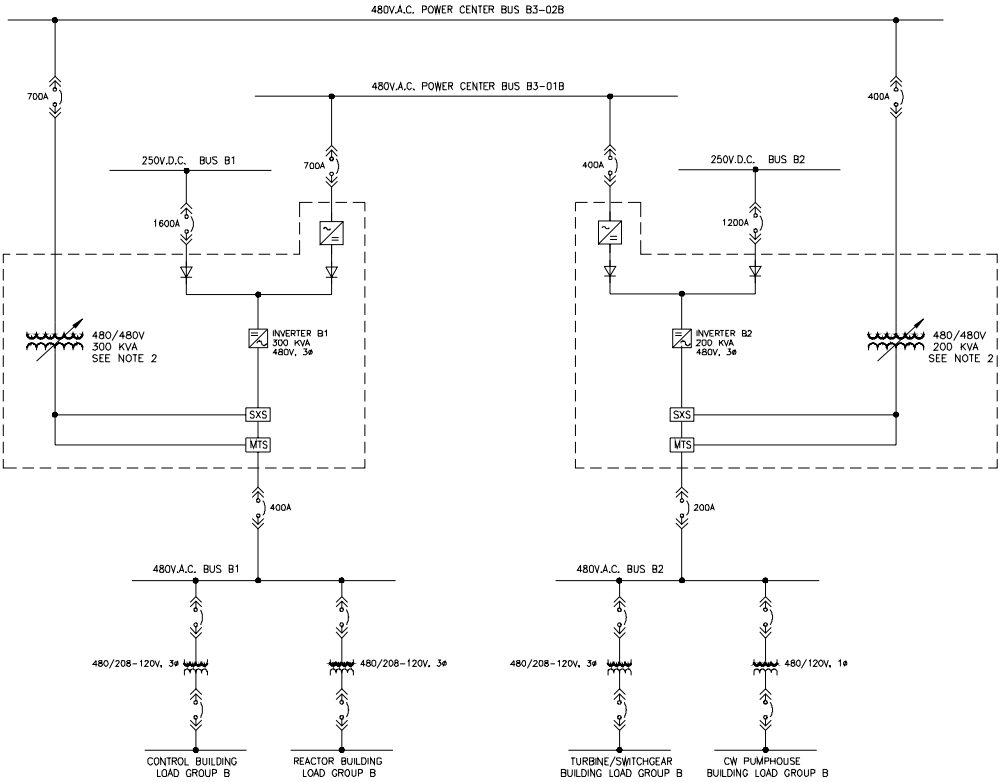 480V.A.C. POWER CENTER BUS B3-02B
700A
480V.A.C. POWER CENTER BUS B3-01B
400A
250V.D.C. BUS B1
700A
400A
250V.D.C. BUS B2
1600A
1200A
480/480V
300 KVA
SEE NOTE 2
INVERTER B1
300 KVA
480V, 3ø
INVERTER B2
200 KVA
480V, 3ø
480/480V
200 KVA
SEE NOTE 2
SXS
MTS
SXS
MTS
400A
200A
480V.A.C. BUS B1
480V.A.C. BUS B2
480/208-120V, 3ø
480/208-120V, 3ø
480/208-120V, 3ø
480/120V, 1ø
CONTROL BUILDING
LOAD GROUP B
REACTOR BUILDING
LOAD GROUP B
TURBINE/SWITCHGEAR
BUILDING LOAD GROUP B
CW PUMPHOUSE
BUILDING LOAD GROUP B